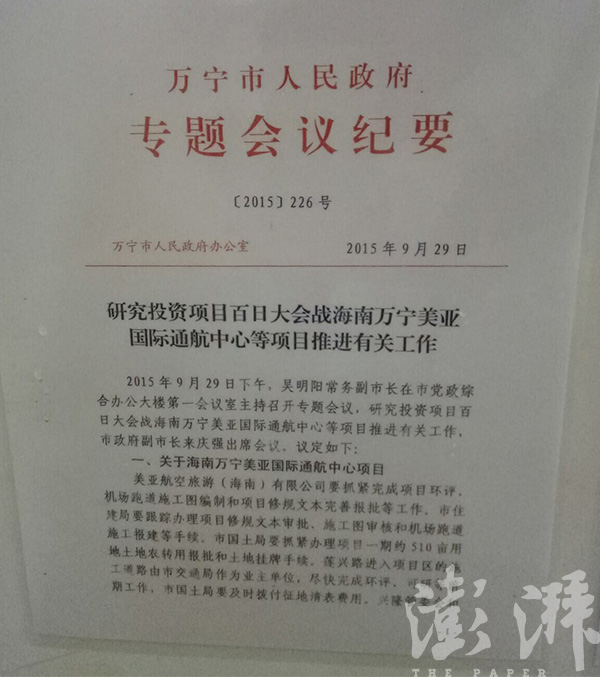 万宁市人民政府
专题会议纪要
〔2015〕226号
万宁市人民政府办公室 2015年9月29日
研究投资项目百日大会战海南万宁美亚
国际通航中心等项目推进有关工作
2015年9月29日下午，吴明阳常务副市长在市党政综
合办公大楼第一会议室主持召开专题会议，研究投资项目百
日大会战海南万宁美亚国际通航中心等项目推进有关工作，
市政府副市长来庆强出席会议。议定如下：
一、关于海南万宁美亚国际通航中心项目
美亚航空旅游（海南）有限公司要抓紧完成项目环评，
机场跑道施工图编制和项目修规文本完善报批等工作。市住
建局要跟踪办理项目修规文本审批、施工图审核和机场跑道
施工报建等手续。市国土局要抓紧办理项目一期约510亩用
地土地农转用报批和土地挂牌手续。莲兴路进入项目区的施
工道路由市交通局作为业主单位，尽快完成环评、可研
期工作，市国土局要及时拨付征地清表费用。兴隆管委会
澎湃
THE PAPER